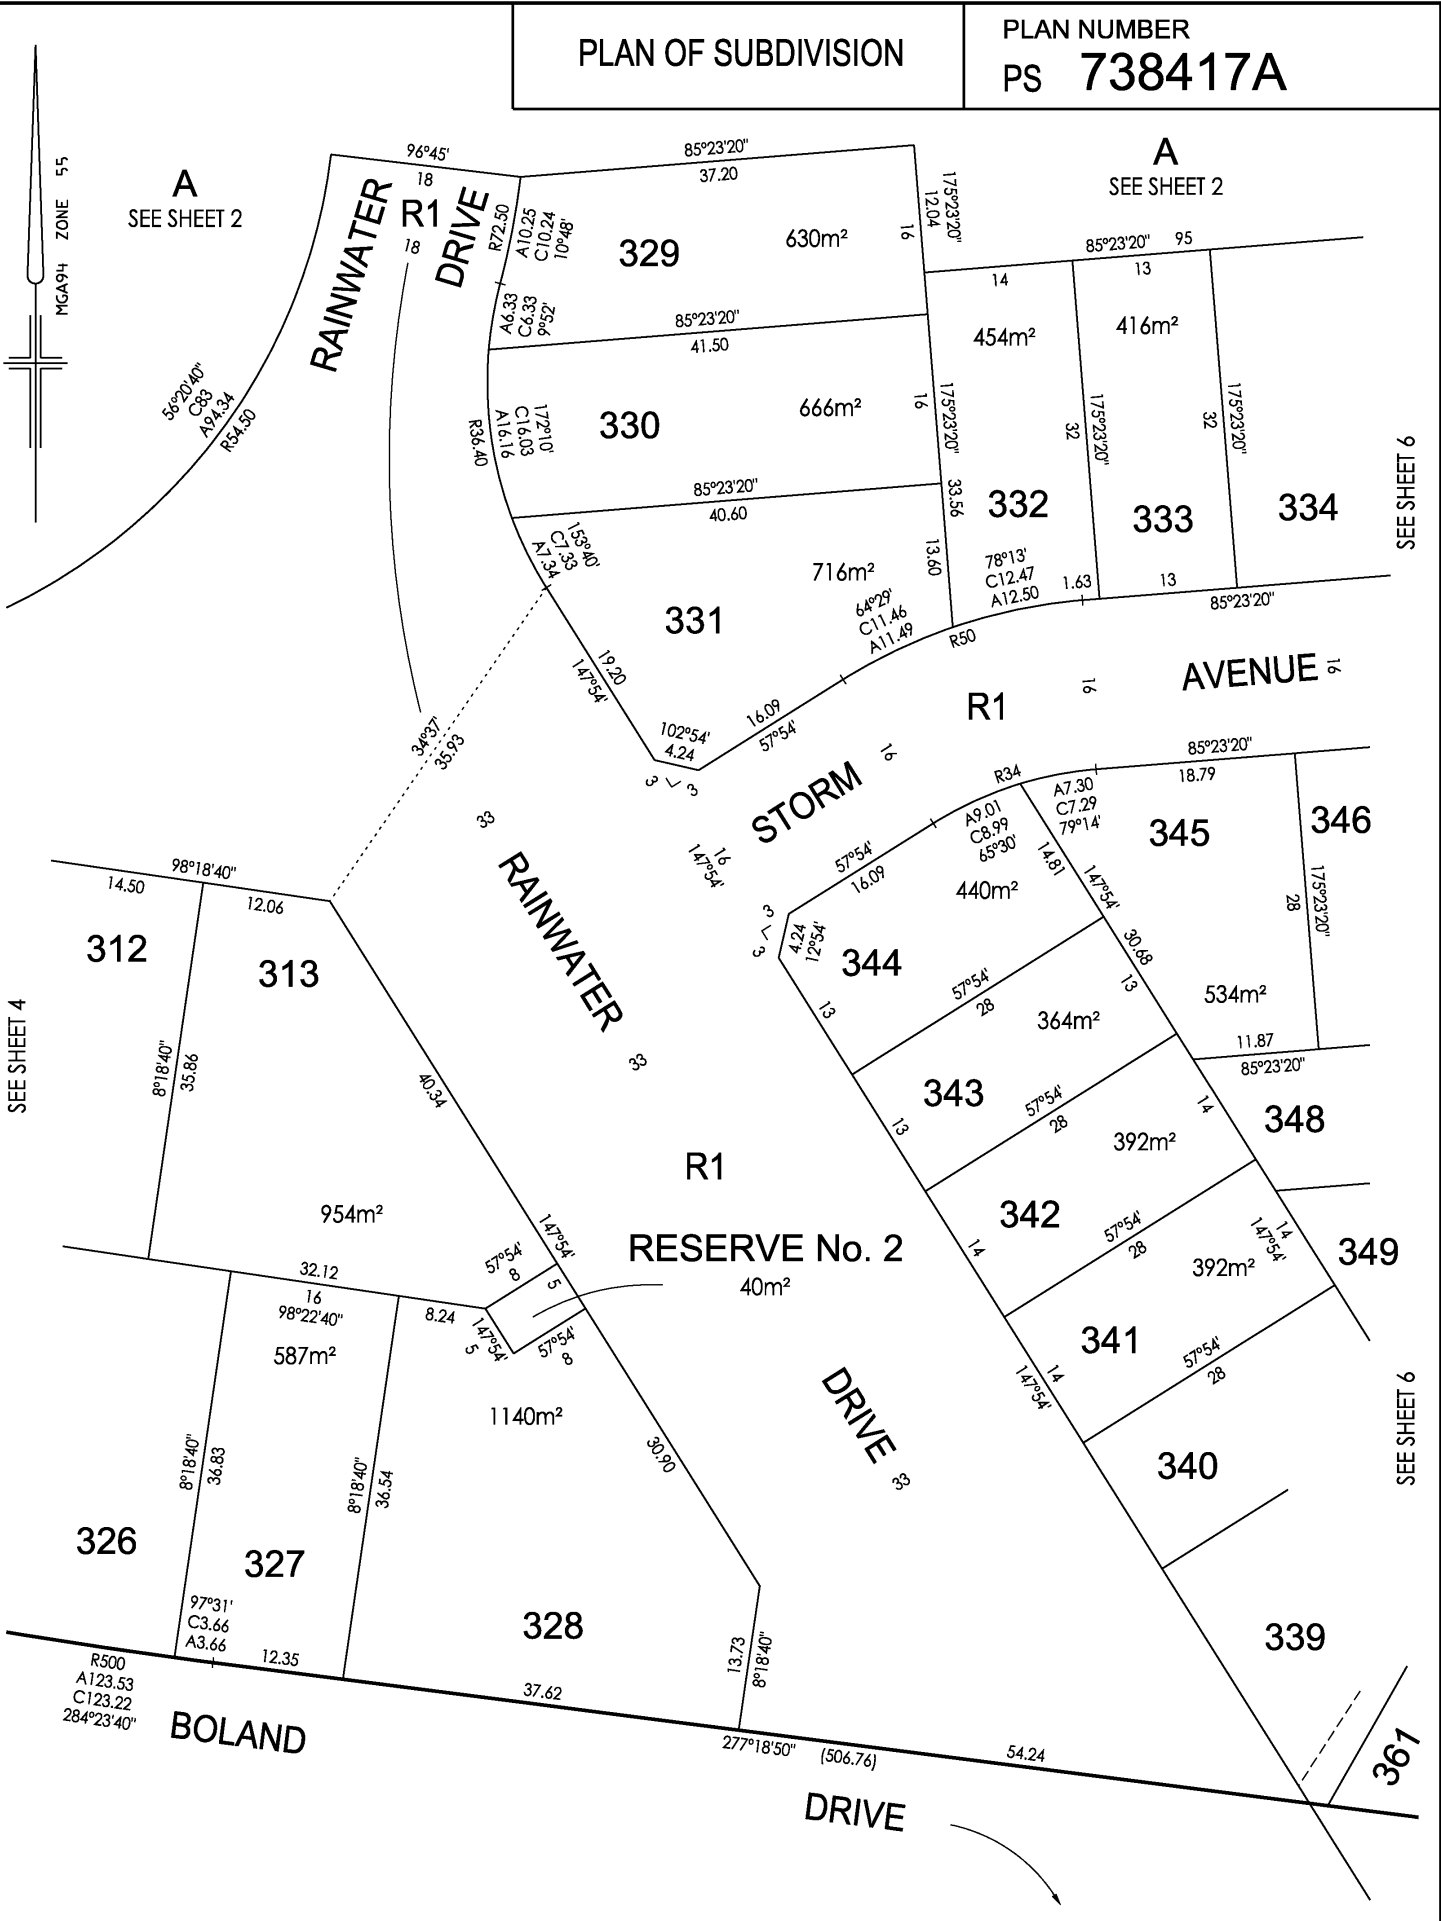 PLAN OF SUBDIVISION
PLAN NUMBER
PS 738417A
MGA94 ZONE 55
A
SEE SHEET 2
96°45'
18
R1
18
RAINWATER
DRIVE
R72.50
A10.25
C10.24
10°48'
A6.33
C6.33
9°52'
85°23'20"
37.20
329
630m²
16
175°23'20"
12.04
A
SEE SHEET 2
85°23'20"
95
14
13
454m²
416m²
85°23'20"
41.50
56°20'40"
C83
A94.34
R54.50
R36.40
A16.16
C16.03
172°10'
330
666m²
16
175°23'20"
33.56
32
175°23'20"
32
175°23'20"
332
333
334
SEE SHEET 6
85°23'20"
40.60
153°40'
C7.33
A7.34
716m²
13.60
331
64°29'
C11.46
A11.49
78°13'
C12.47
A12.50
1.63
13
85°23'20"
R50
19.20
147°54'
102°54'
4.24
3
3
16.09
57°54'
AVENUE
16
16
R1
16
STORM
34°37'
35.93
33
16
147°54'
R34
A7.30
C7.29
79°14'
85°23'20"
18.79
345
346
A9.01
C8.99
65°30'
57°54'
16.09
440m²
14.81
147°54'
28
175°23'20"
98°18'40"
14.50
12.06
312
313
RAINWATER
3
3
4.24
12°54'
344
13
57°54'
28
30.68
13
364m²
534m²
11.87
85°23'20"
SEE SHEET 4
8°18'40"
35.86
40.34
33
343
13
57°54'
28
392m²
14
348
R1
954m²
147°54'
342
14
57°54'
28
14
147°54'
392m²
349
RESERVE No. 2
40m²
57°54'
8
5
32.12
16
98°22'40"
8.24
147°54'
5
57°54'
8
587m²
341
14
147°54'
57°54'
28
1140m²
DRIVE
33
30.90
340
SEE SHEET 6
8°18'40"
36.83
8°18'40"
36.54
326
327
328
339
97°31'
C3.66
A3.66
12.35
R500
A123.53
C123.22
284°23'40"
13.73
8°18'40"
37.62
BOLAND
277°18'50"
(506.76)
54.24
361
DRIVE